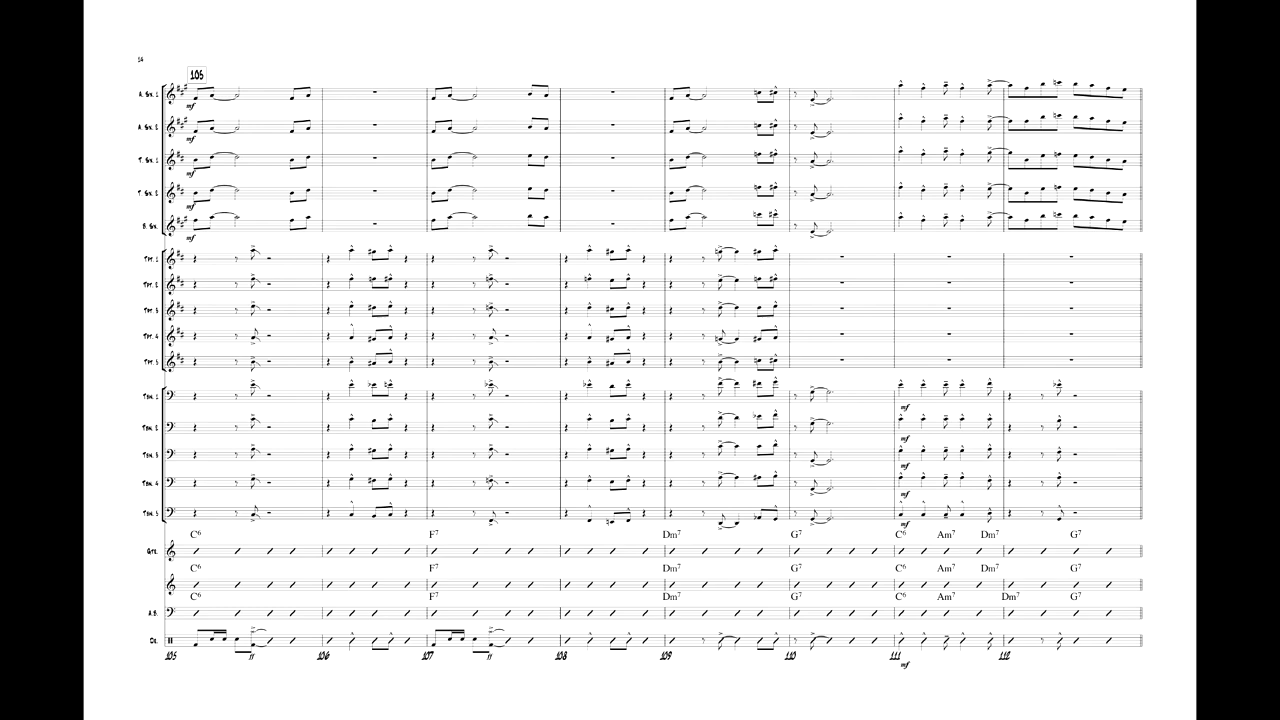 14
105
A. Sx. 1
mf
A. Sx. 2
mf
T. Sx. 1
mf
T. Sx. 2
mf
B. Sx.
mf
Tpt. 1
Tpt. 2
Tpt. 3
Tpt. 4
Tpt. 5
Tbn. 1
mf
Tbn. 2
mf
Tbn. 3
mf
Tbn. 4
mf
Tbn. 5
mf
C6 F7 Dm7 G7 C6 Am7 Dm7 G7
Gtr.
C6 F7 Dm7 G7 C6 Am7 Dm7 G7
C6 F7 Dm7 G7 C6 Am7 Dm7 G7
A.B.
Dr.
105 106 107 108 109 110 111 112
mf